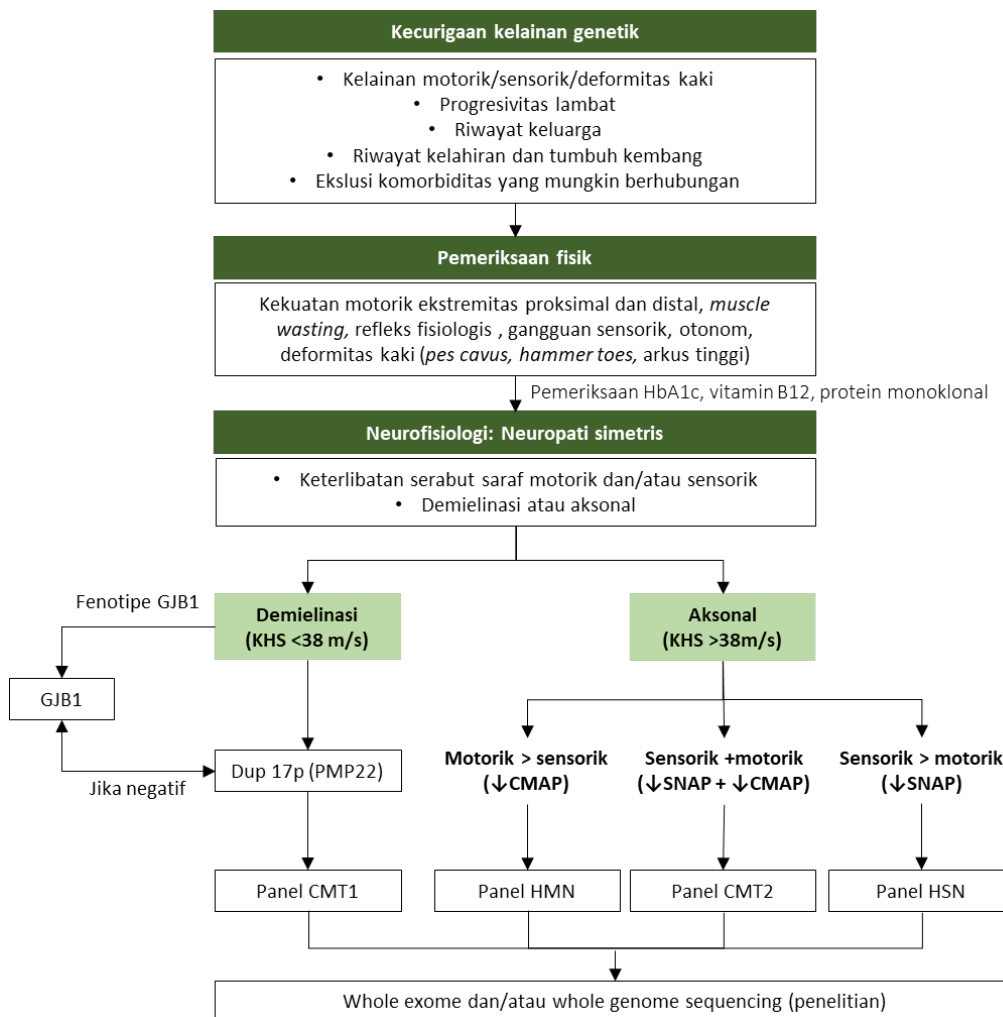 Kecurigaan kelainan genetik
• Kelainan motorik/sensorik/deformitas kaki
• Progresivitas lambat
• Riwayat keluarga
• Riwayat kelahiran dan tumbuh kembang
• Ekslusi komorbiditas yang mungkin berhubungan
Pemeriksaan fisik
Kekuatan motorik ekstremitas proksimal dan distal, muscle
wasting, refleks fisiologis , gangguan sensorik, otonom,
deformitas kaki (pes cavus, hammer toes, arkus tinggi)
Pemeriksaan HbA1c, vitamin B12, protein monoklonal
Neurofisiologi: Neuropati simetris
• Keterlibatan serabut saraf motorik dan/atau sensorik
• Demielinasi atau aksonal
Fenotipe GJB1
Demielinasi
(KHS <38 m/s)
Aksonal
(KHS >38m/s)
GJB1
Jika negatif
Dup 17p (PMP22)
Motorik > sensorik
(↓CMAP)
Sensorik +motorik
(↓SNAP + ↓CMAP)
Sensorik > motorik
(↓SNAP)
Panel CMT1
Panel HMN
Panel CMT2
Panel HSN
Whole exome dan/atau whole genome sequencing (penelitian)